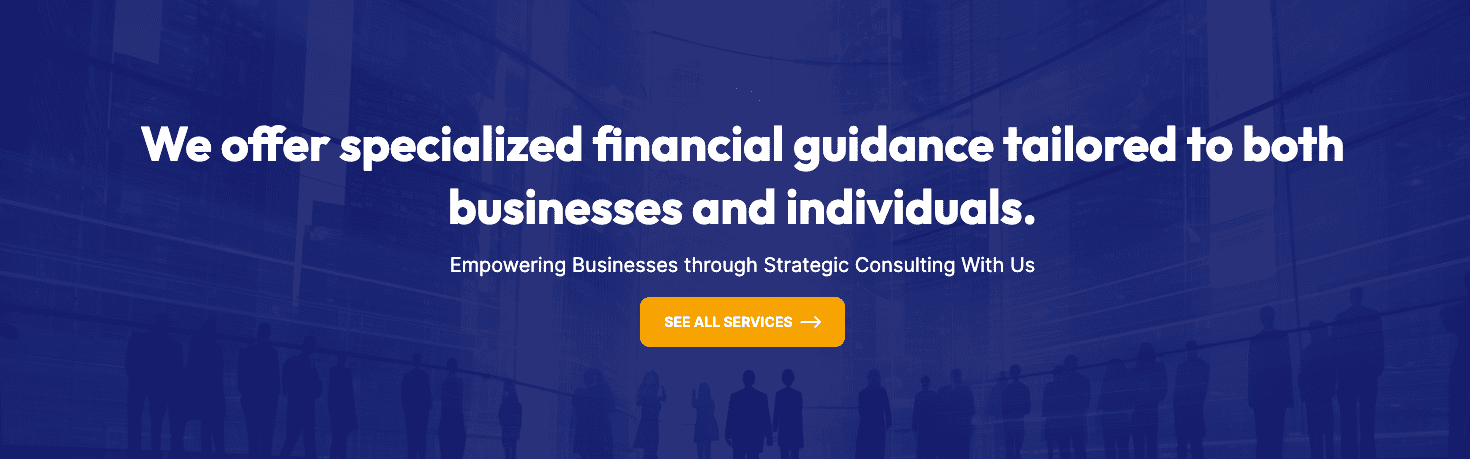 We offer specialized financial guidance tailored to both
businesses and individuals.
Empowering Businesses through Strategic Consulting With Us
SEE ALL SERVICES